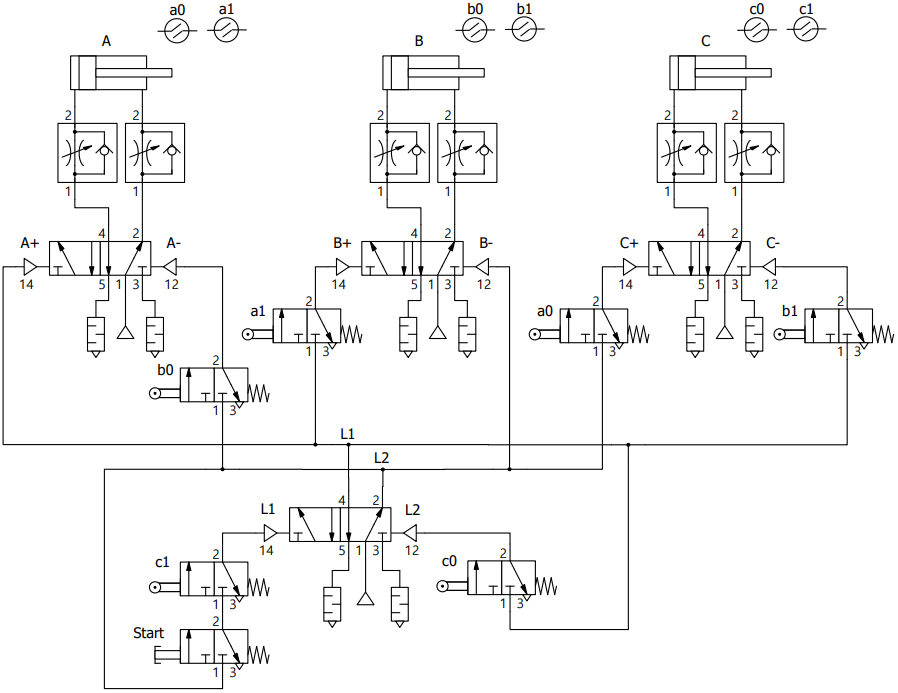 a0 a1 b0 b1 c0 c1
A B C
2 2 2 2 2 2
1 1 1 1 1 1
4 2 4 2 4 2
A+ A- B+ B- C+ C-
14 5 1 3 12 14 5 1 3 12 14 5 1 3 12
a1 2 a0 2 b1 2
1 3 1 3 1 3
b0 2
1 3
L1
L2
4 2
L1 L2
14 5 1 3 12
c1 2 c0 2
1 3 1 3
Start 2
1 3